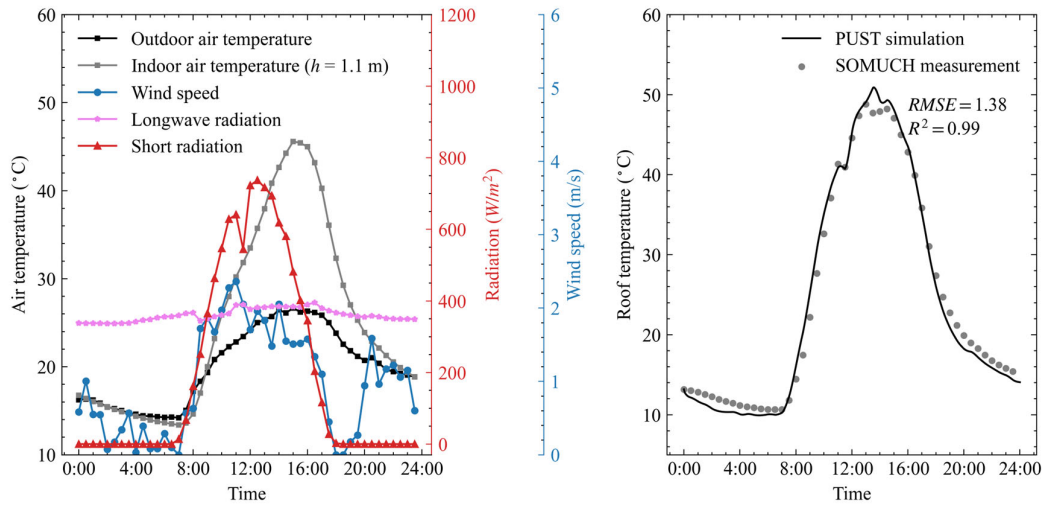 60
50
40
30
20
10
Air temperature (°C)
Outdoor air temperature
Indoor air temperature (h = 1.1 m)
Wind speed
Longwave radiation
Short radiation
0:00 4:00 8:00 12:00 16:00 20:00 24:00
Time
1200
1000
800
600
400
200
0
Radiation (W/m²)
6
5
4
3
2
1
0
Wind speed (m/s)
60
50
40
30
20
10
Roof temperature (°C)
PUST simulation
SOMUCH measurement
RMSE=1.38
R²=0.99
0:00 4:00 8:00 12:00 16:00 20:00 24:00
Time